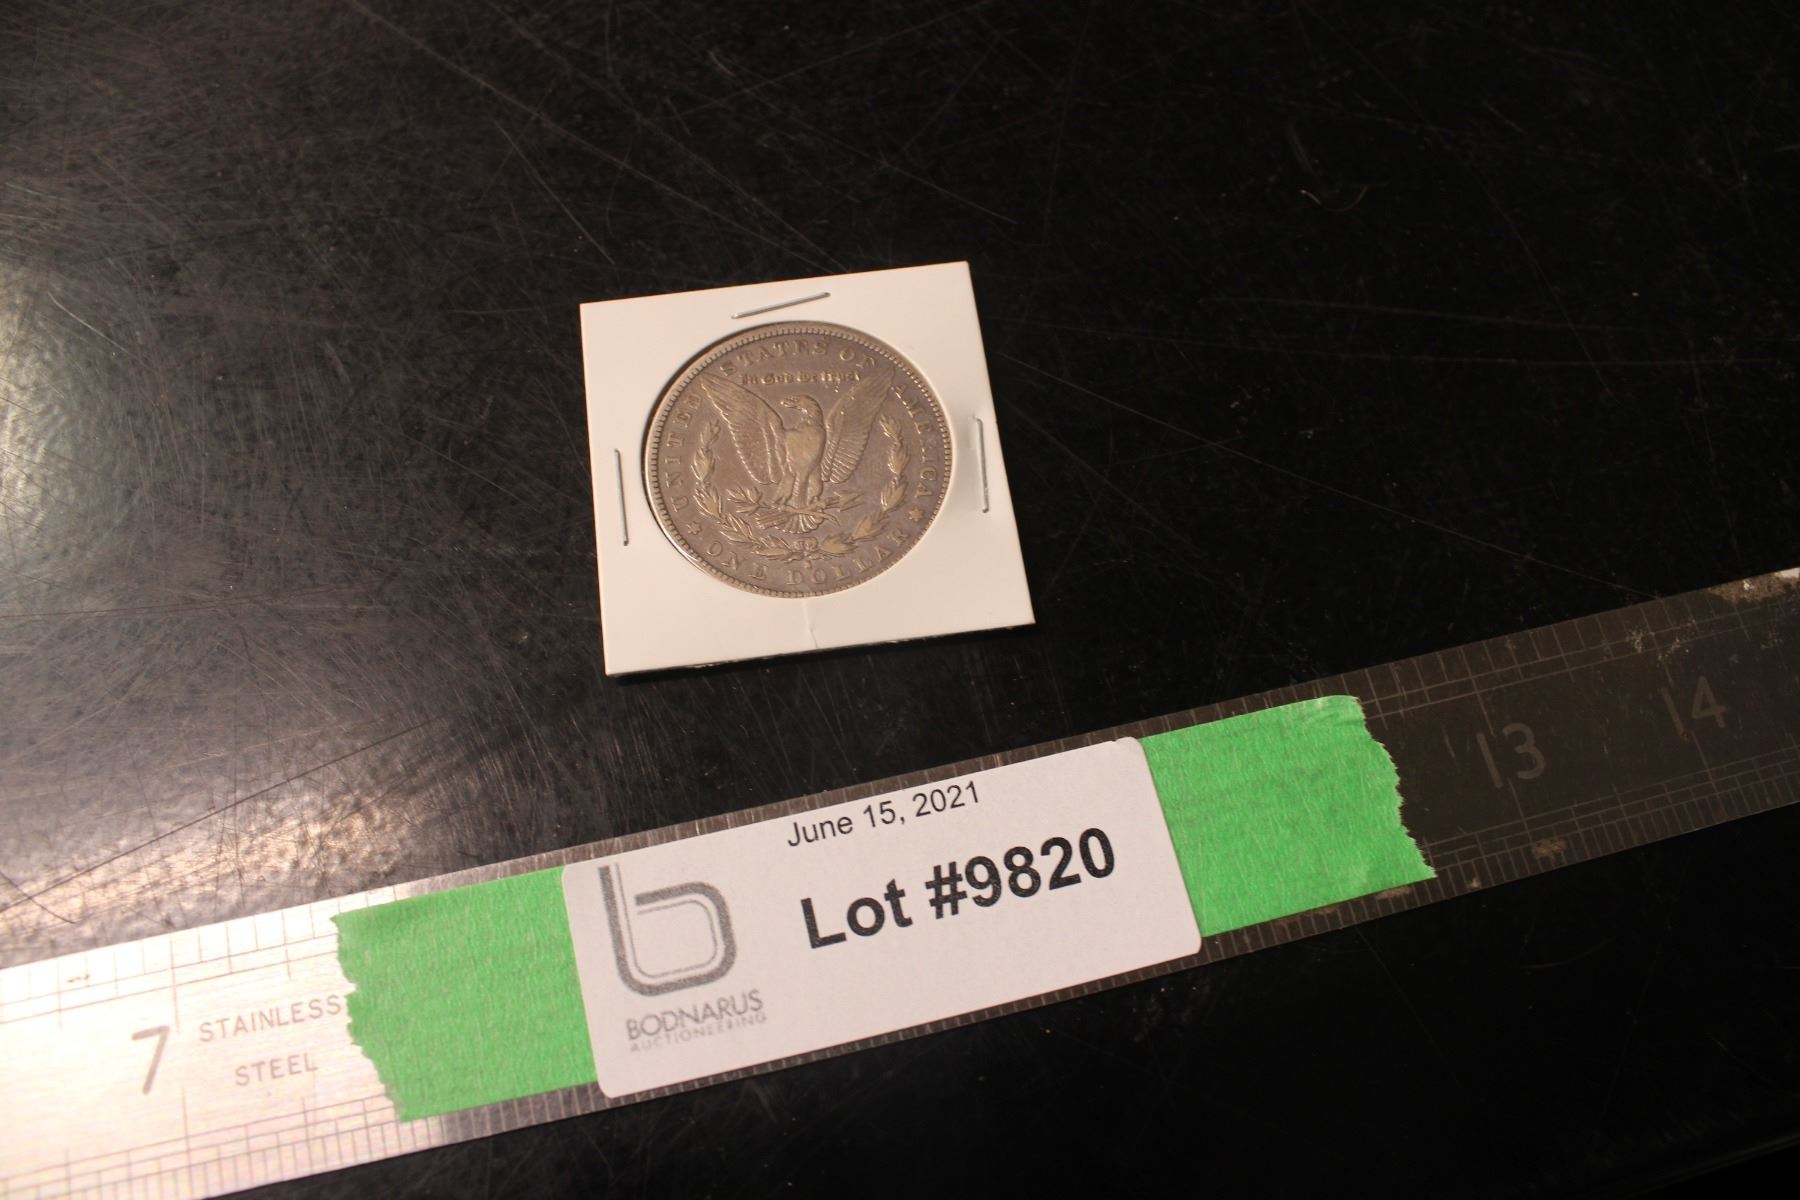 UNITED STATES OF AMERICA
In God we trust
ONE DOLLAR
June 15, 2021
Lot #9820
BODNARUS
AUCTIONEERING
7 STAINLESS
STEEL
13 14